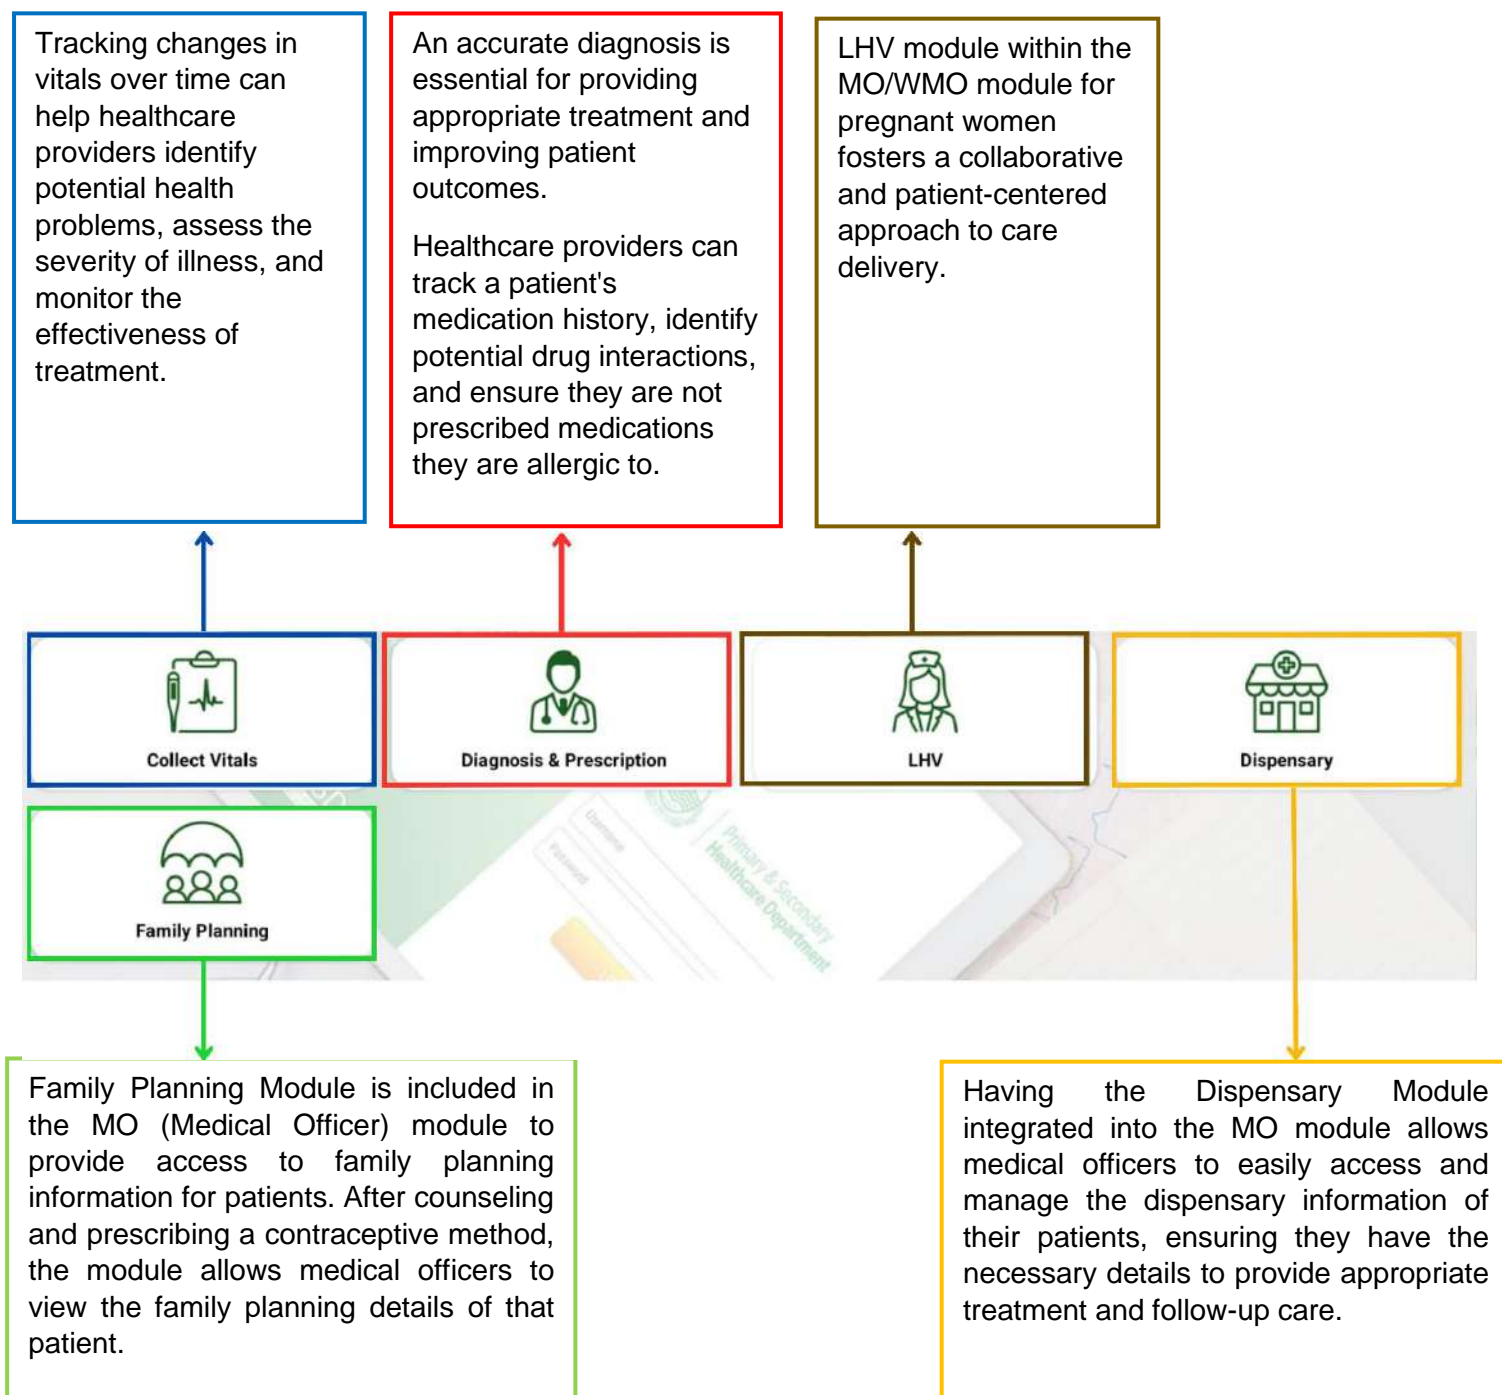 Tracking changes in
vitals over time can
help healthcare
providers identify
potential health
problems, assess the
severity of illness, and
monitor the
effectiveness of
treatment.
An accurate diagnosis is
essential for providing
appropriate treatment and
improving patient
outcomes.
Healthcare providers can
track a patient's
medication history, identify
potential drug interactions,
and ensure they are not
prescribed medications
they are allergic to.
LHV module within the
MO/WMO module for
pregnant women
fosters a collaborative
and patient-centered
approach to care
delivery.
Collect Vitals
Diagnosis & Prescription
LHV
Dispensary
Family Planning
Username
Password
Primary & Secondary
Healthcare Department
Family Planning Module is included in
the MO (Medical Officer) module to
provide access to family planning
information for patients. After counseling
and prescribing a contraceptive method,
the module allows medical officers to
view the family planning details of that
patient.
Having the Dispensary Module
integrated into the MO module allows
medical officers to easily access and
manage the dispensary information of
their patients, ensuring they have the
necessary details to provide appropriate
treatment and follow-up care.